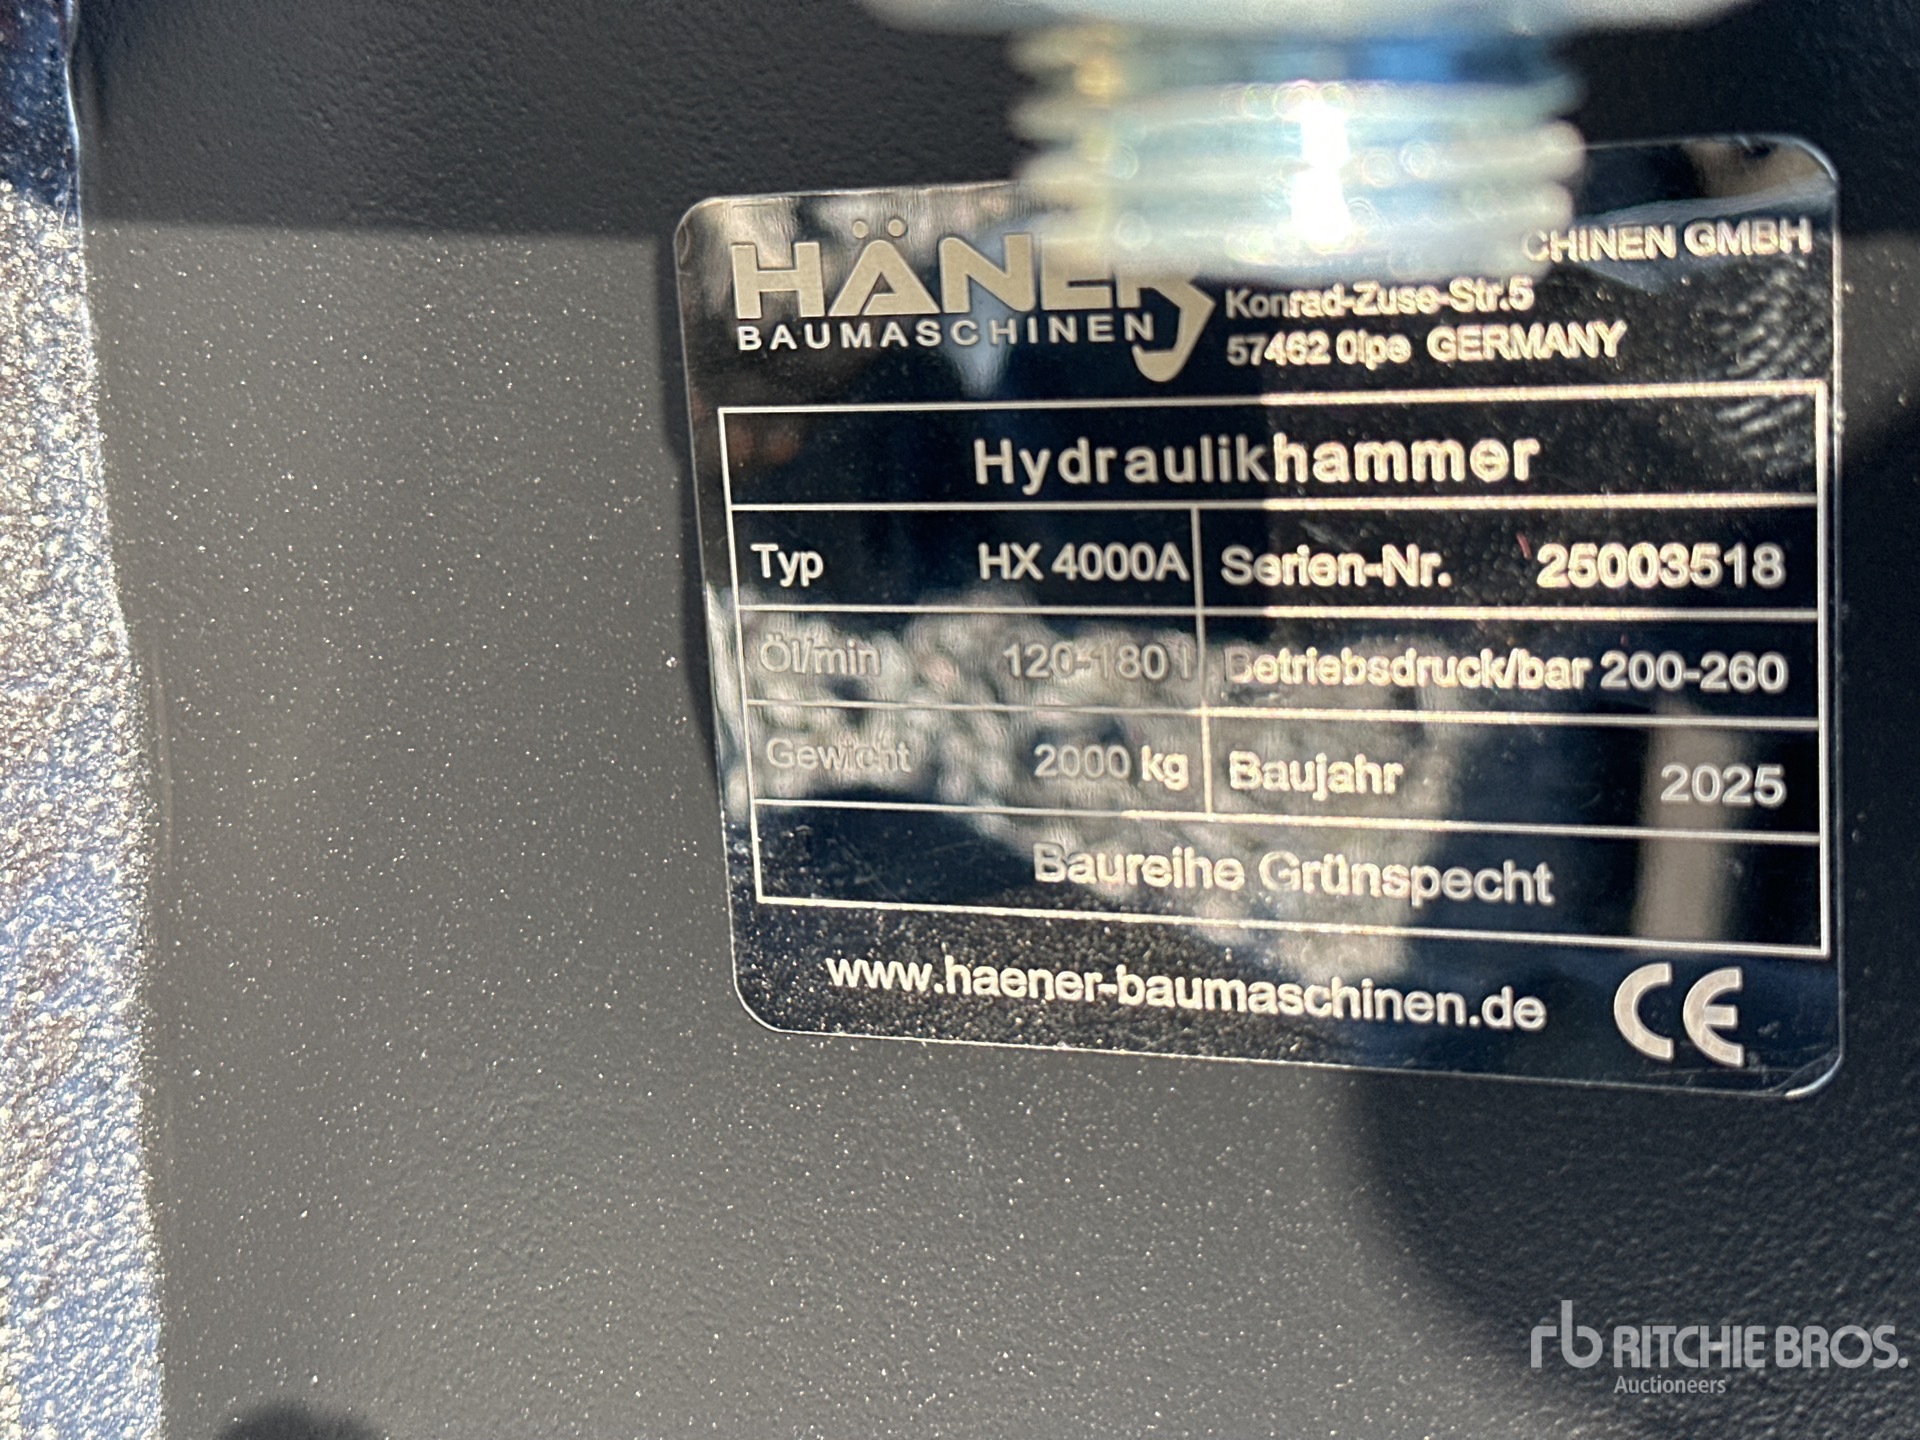 HÄNER
BAUMASCHINEN
CHINEN GMBH
Konrad-Zuse-Str.5
57462 Olpe GERMANY
Hydraulikhammer
Typ HX 4000A Serien-Nr. 25003518
Öl/min 120-180 l Betriebsdruck/bar 200-260
Gewicht 2000 kg Baujahr 2025
Baureihe Grünspecht
www.haener-baumaschinen.de CE
rb RITCHIE BROS.
Auctioneers